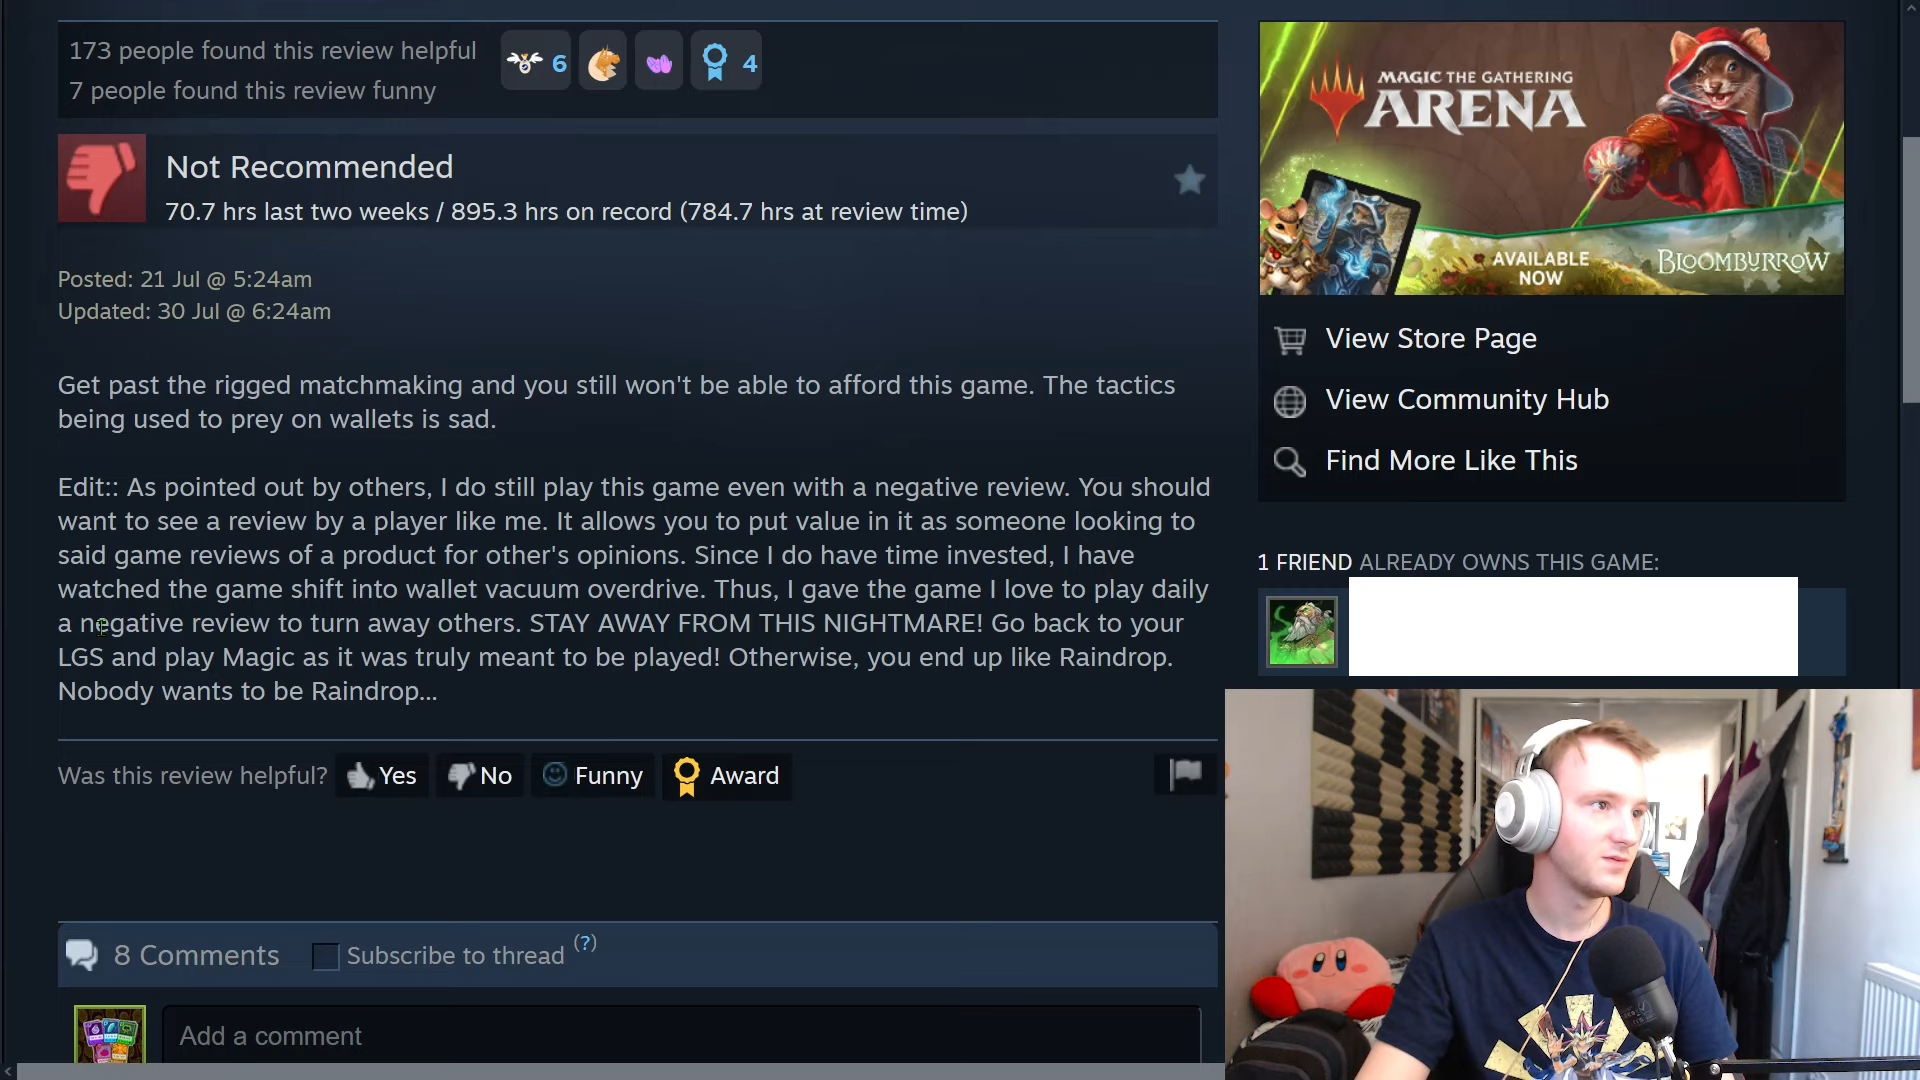 173 people found this review helpful
7 people found this review funny
6
4
Not Recommended
70.7 hrs last two weeks / 895.3 hrs on record (784.7 hrs at review time)
Posted: 21 Jul @ 5:24am
Updated: 30 Jul @ 6:24am
Get past the rigged matchmaking and you still won't be able to afford this game. The tactics
being used to prey on wallets is sad.
Edit:: As pointed out by others, I do still play this game even with a negative review. You should
want to see a review by a player like me. It allows you to put value in it as someone looking to
said game reviews of a product for other's opinions. Since I do have time invested, I have
watched the game shift into wallet vacuum overdrive. Thus, I gave the game I love to play daily
a negative review to turn away others. STAY AWAY FROM THIS NIGHTMARE! Go back to your
LGS and play Magic as it was truly meant to be played! Otherwise, you end up like Raindrop.
Nobody wants to be Raindrop...
Was this review helpful?
Yes
No
Funny
Award
8 Comments
Subscribe to thread
(?)
Add a comment
MAGIC THE GATHERING
ARENA
AVAILABLE
NOW
BLOOMBURROW
View Store Page
View Community Hub
Find More Like This
1 FRIEND ALREADY OWNS THIS GAME: